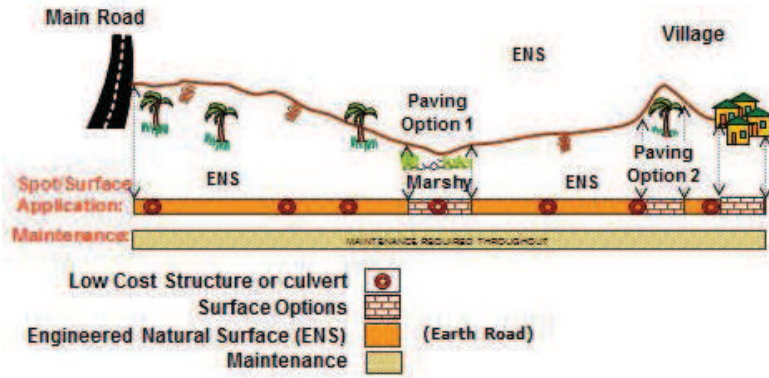 Main Road
ENS
Village
Paving
Option 1
ENS
Marshy
ENS
Paving
Option 2
Spot/Surface
Application:
Maintenance:
MAINTENANCE REQUIRED THROUGHOUT
Low Cost Structure or culvert
Surface Options
Engineered Natural Surface (ENS) (Earth Road)
Maintenance